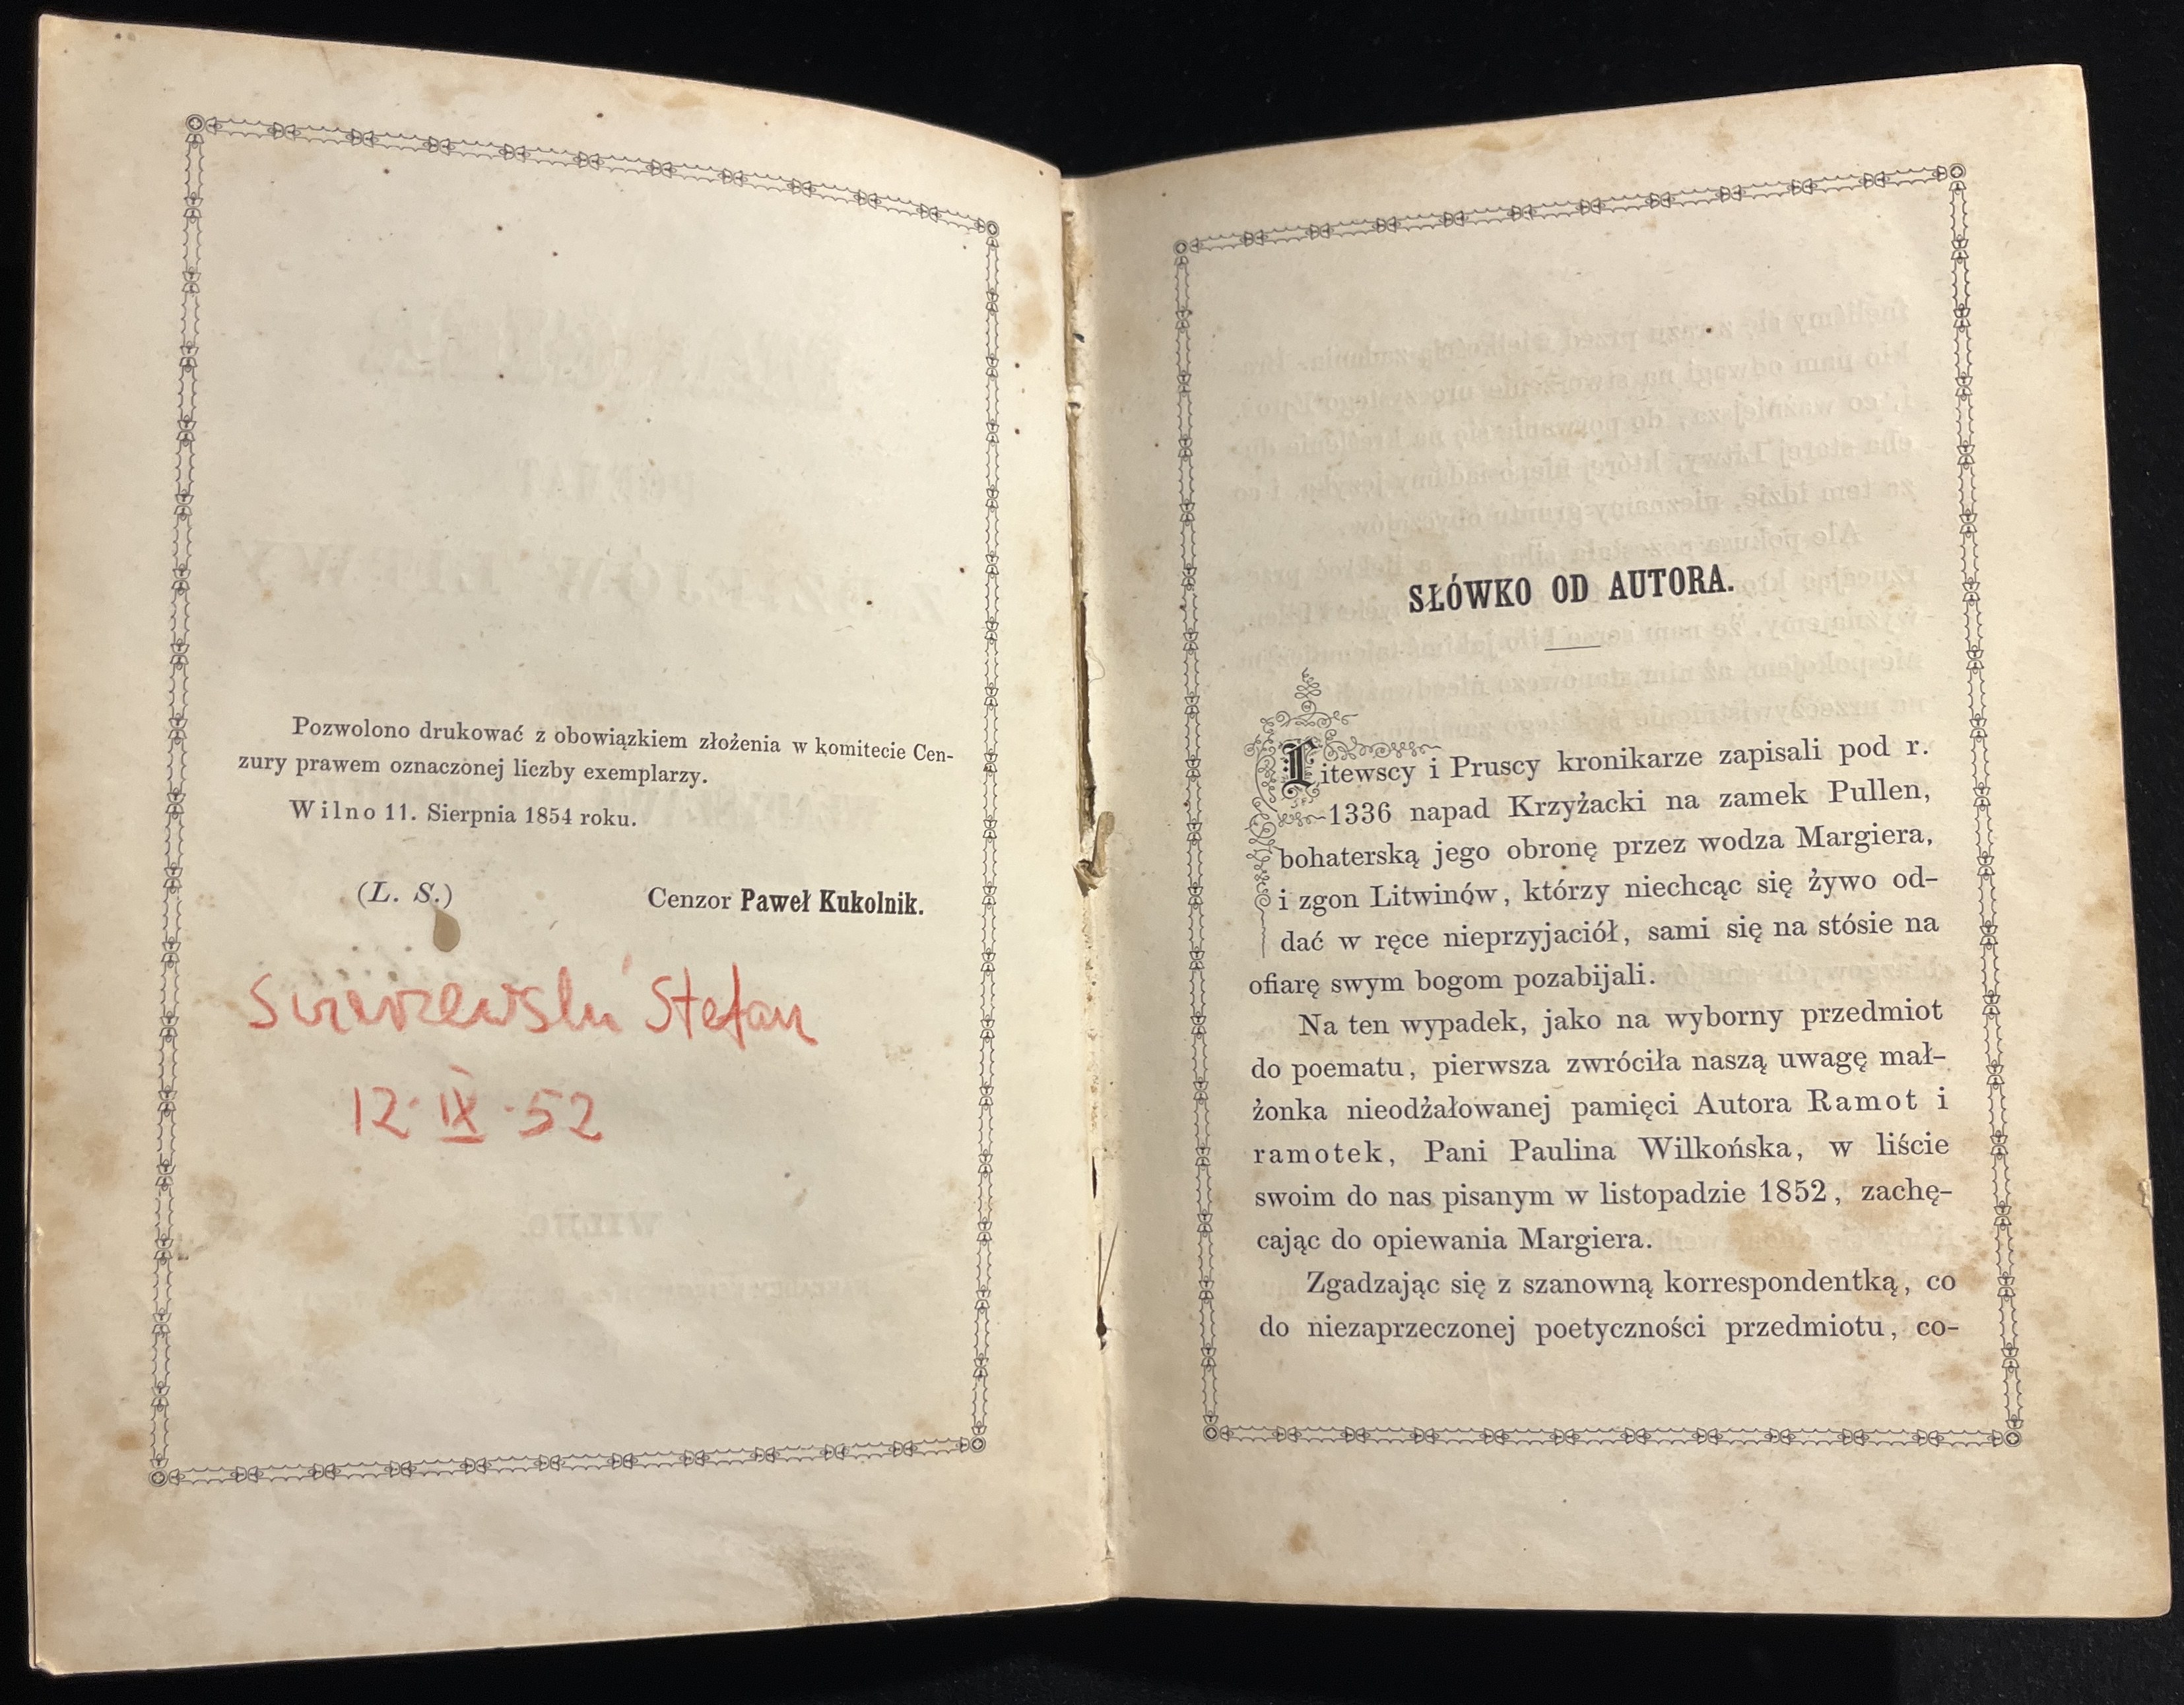 Pozwolono drukować z obowiązkiem złożenia w komitecie Cen-
zury prawem oznaczonej liczby exemplarzy.
Wilno 11. Sierpnia 1854 roku.
(L. S.) Cenzor Paweł Kukolnik.
Stefan
12·IX·52
SŁÓWKO OD AUTORA.
Litewscy i Pruscy kronikarze zapisali pod r.
1336 napad Krzyżacki na zamek Pullen,
bohaterską jego obronę przez wodza Margiera,
i zgon Litwinów, którzy niechcąc się żywo od-
dać w ręce nieprzyjaciół, sami się na stósie na
ofiarę swym bogom pozabijali.
Na ten wypadek, jako na wyborny przedmiot
do poematu, pierwsza zwróciła naszą uwagę mał-
żonka nieodżałowanej pamięci Autora Ramot i
ramotek, Pani Paulina Wilkońska, w liście
swoim do nas pisanym w listopadzie 1852, zachę-
cając do opiewania Margiera.
Zgadzając się z szanowną korrespondentką, co
do niezaprzeczonej poetyczności przedmiotu, co-